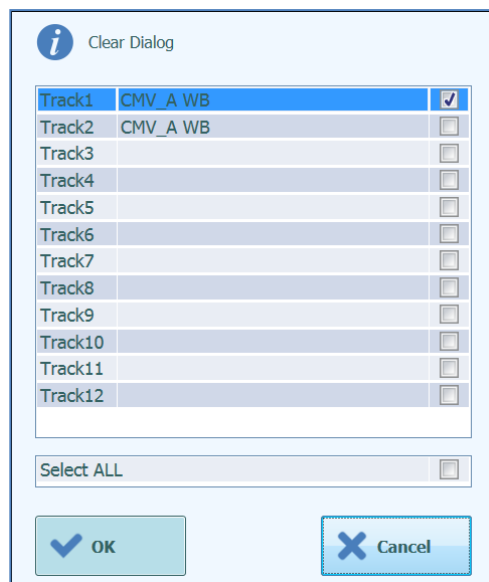 Clear Dialog
Track1 CMV_A WB
Track2 CMV_A WB
Track3
Track4
Track5
Track6
Track7
Track8
Track9
Track10
Track11
Track12
Select ALL
OK Cancel